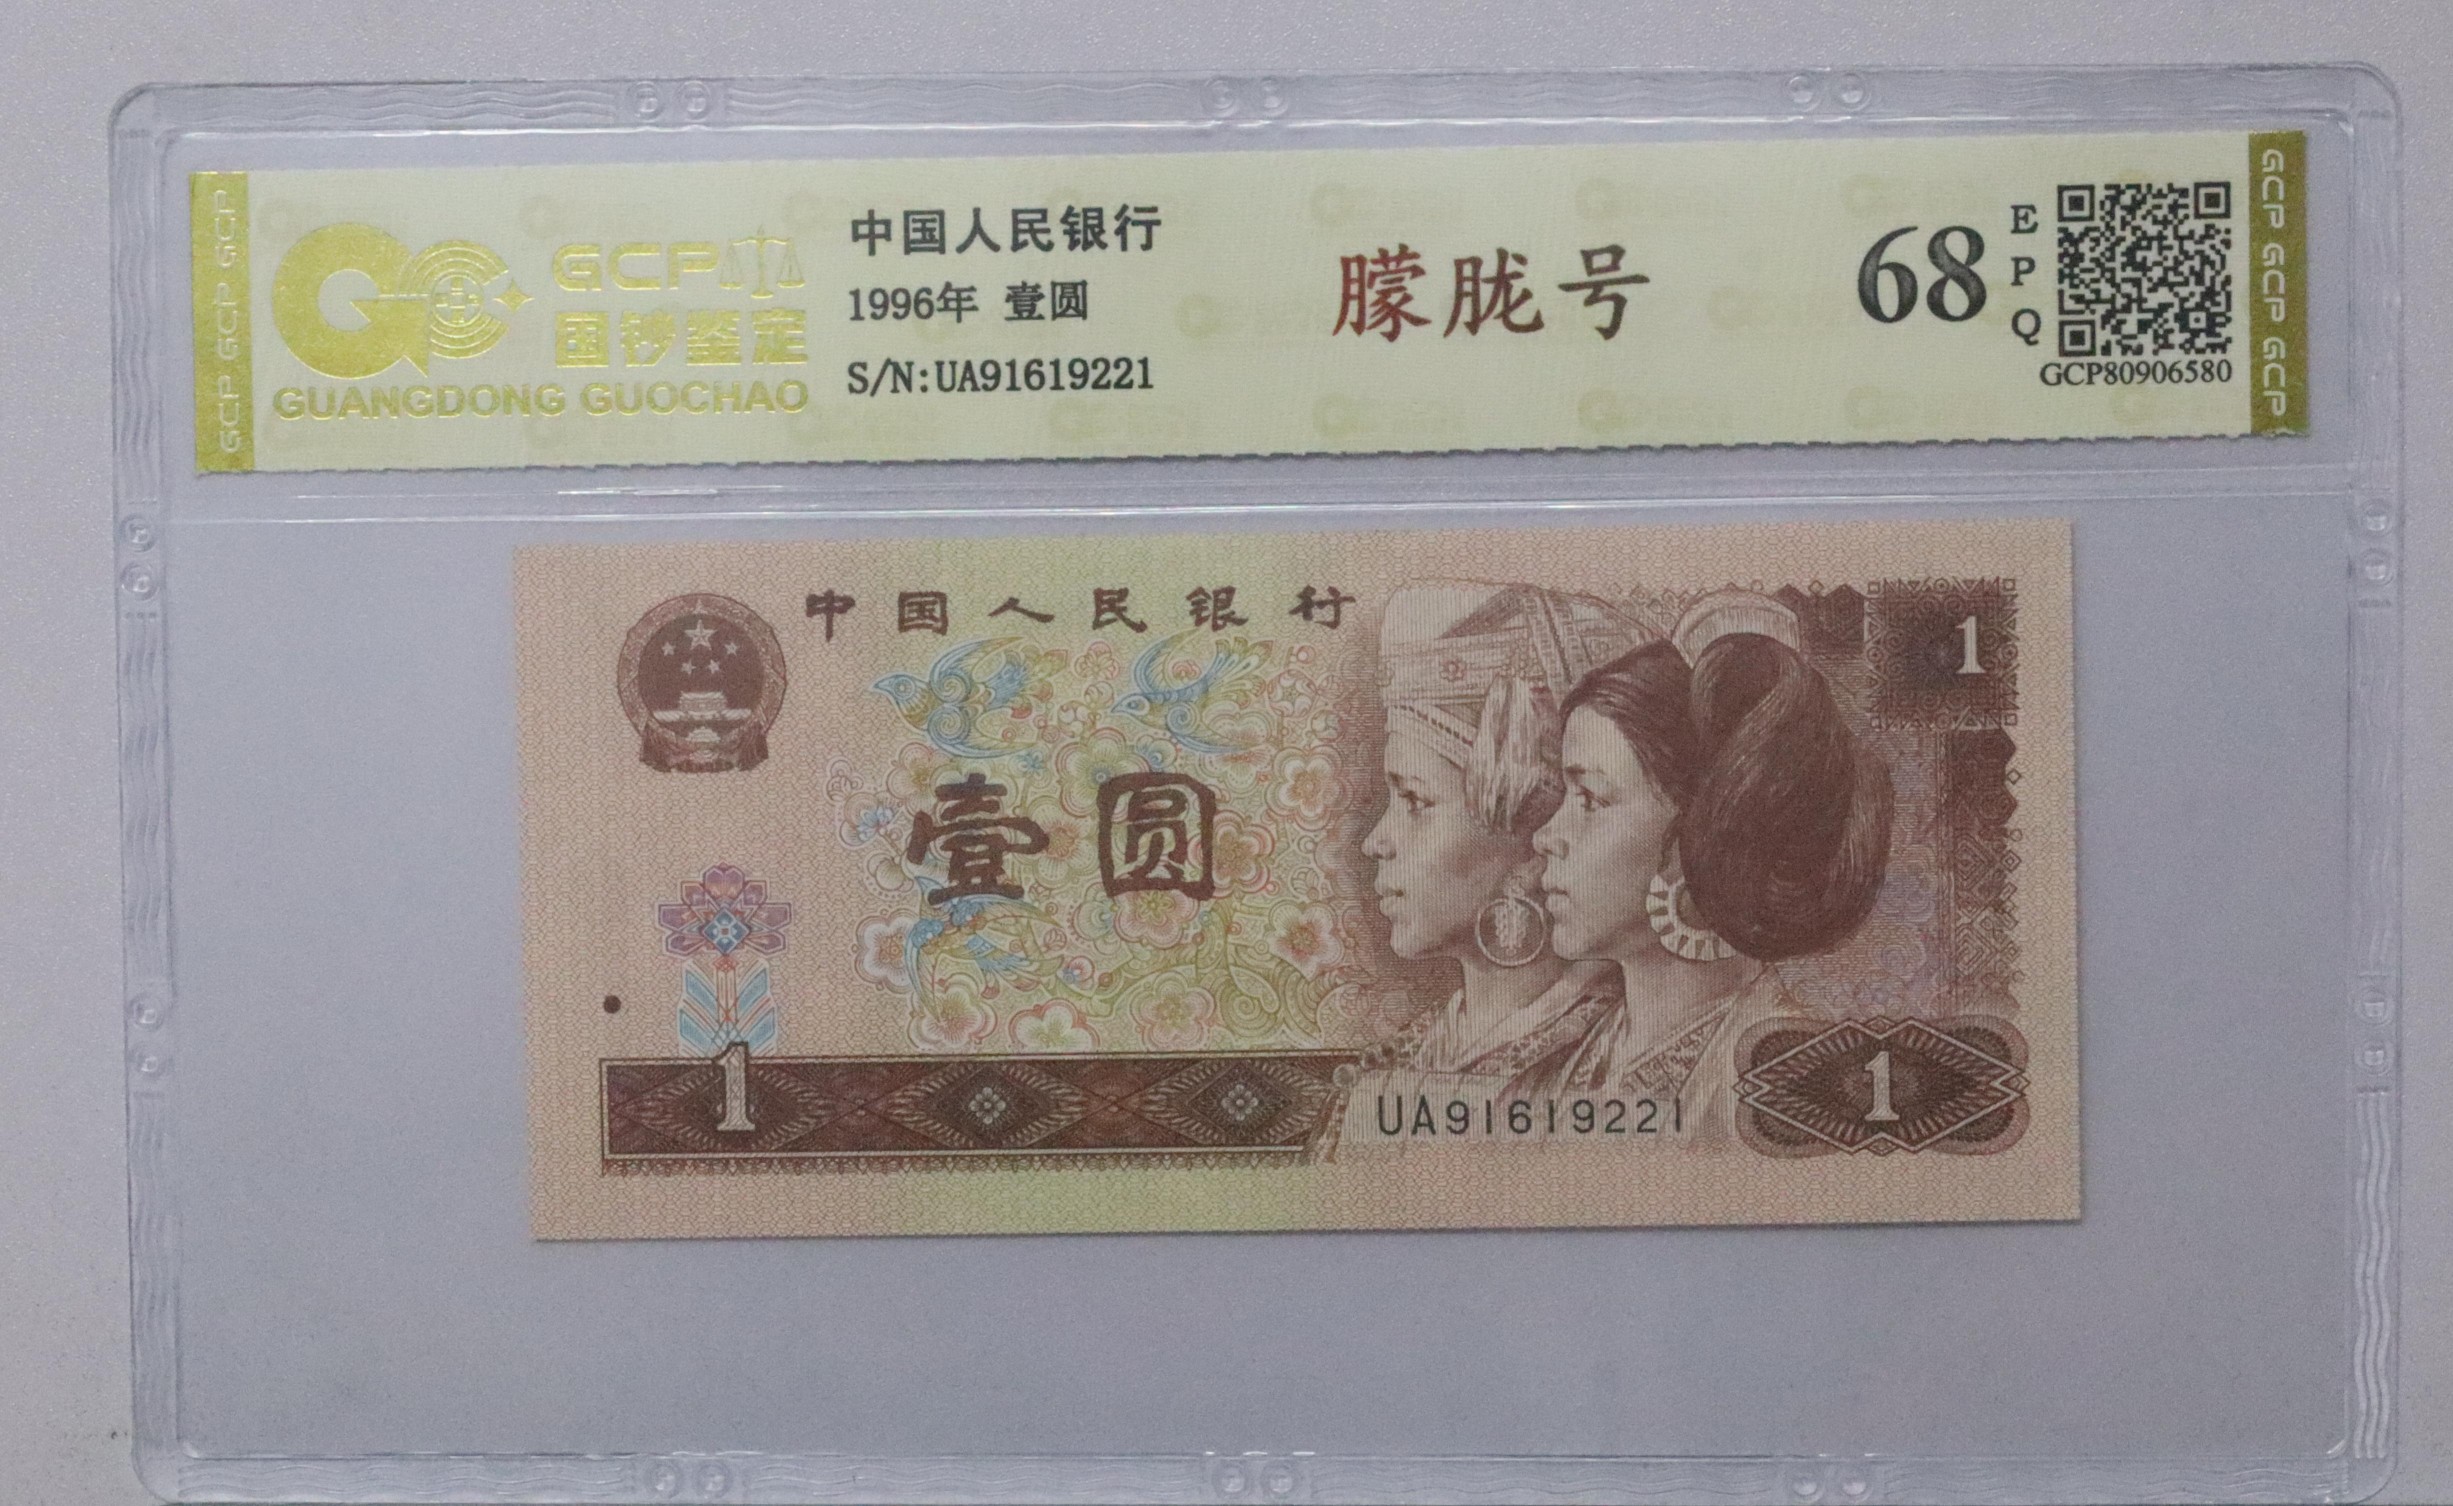 GCP GCP GCP
GCP
国钞鉴定
GUANGDONG GUOCHAO
中国人民银行
1996年 壹圆
S/N:UA91619221
朦胧号
68
E
P
Q
GCP80906580
GCP GCP GCP
中国人民银行
1
壹圆
1
UA91619221
1